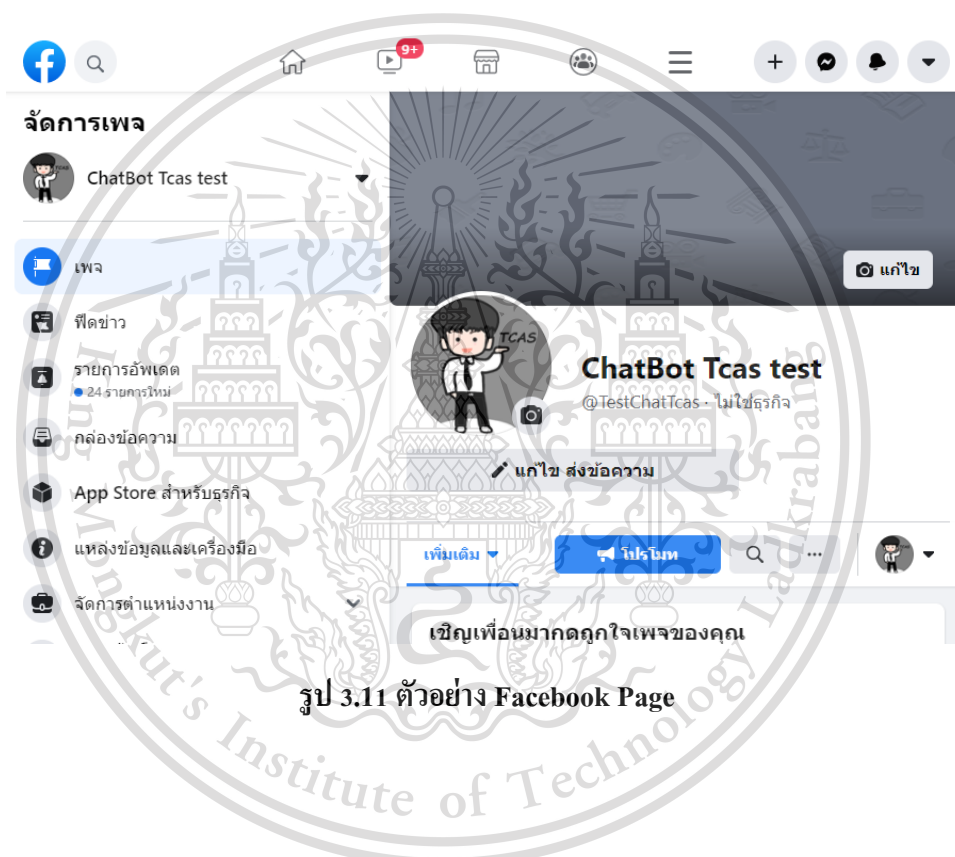 9+
จัดการเพจ
ChatBot Tcas test
เพจ
ฟีดข่าว
รายการอัพเดต
24 รายการใหม่
กล่องข้อความ
App Store สำหรับธุรกิจ
แหล่งข้อมูลและเครื่องมือ
จัดการตำแหน่งงาน
แก้ไข
TCAS
ChatBot Tcas test
@TestChatTcas · ไม่ใช่ธุรกิจ
แก้ไข ส่งข้อความ
เพิ่มเติม
โปรโมท
เชิญเพื่อนมากดถูกใจเพจของคุณ
รูป 3.11 ตัวอย่าง Facebook Page
King Mongkut's Institute of Technology Ladkrabang